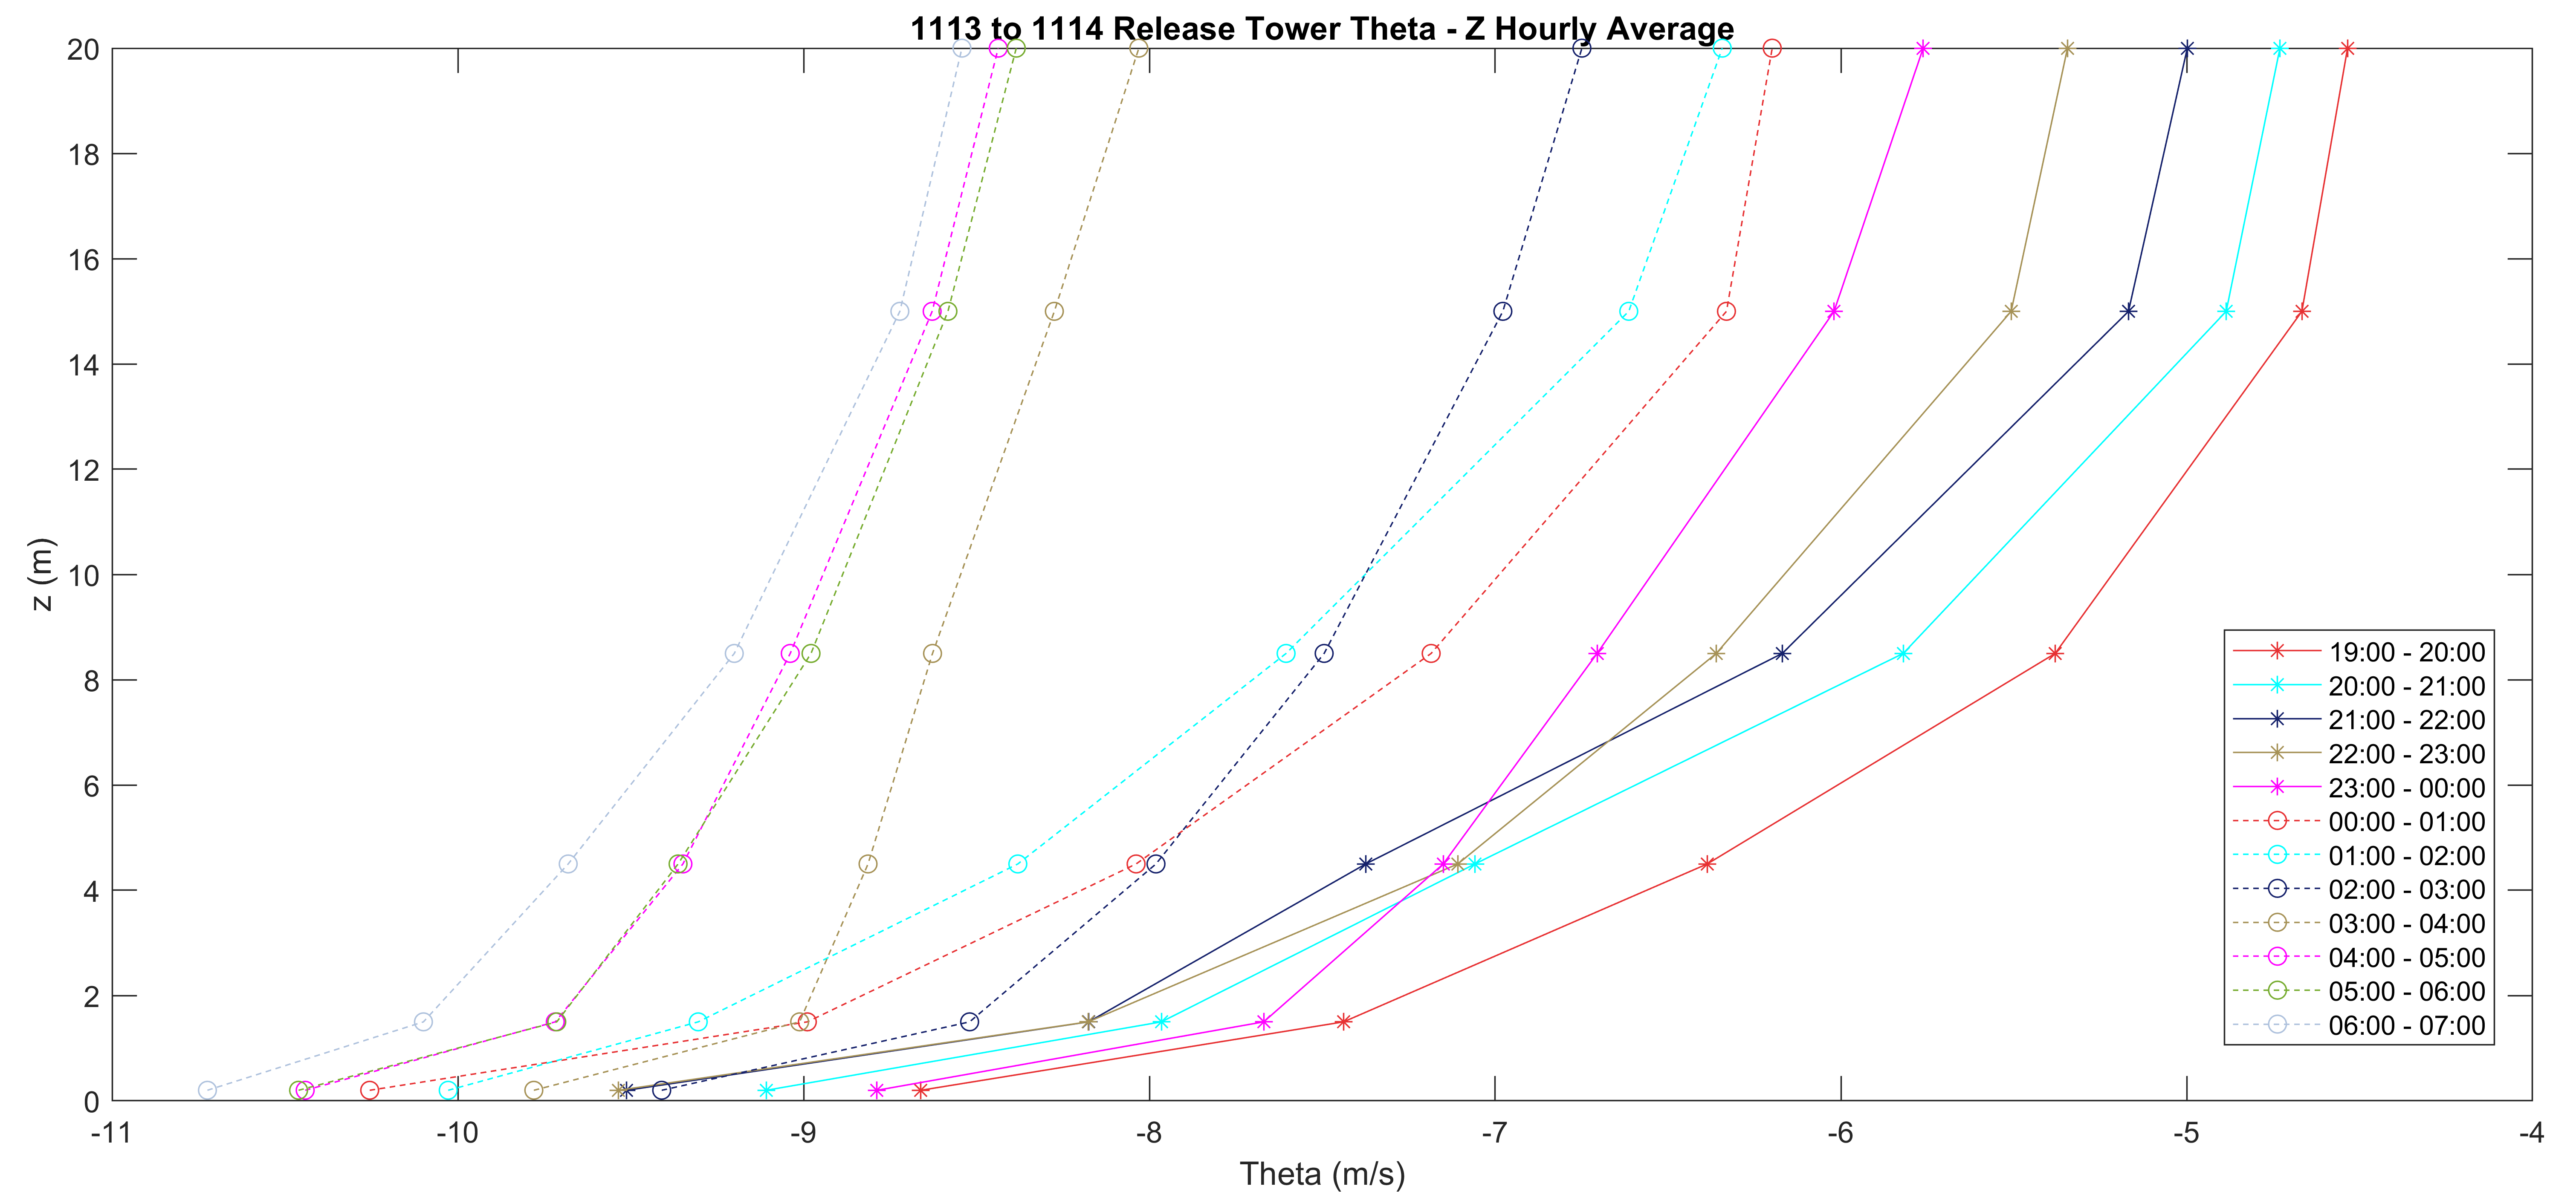 1113 to 1114 Release Tower Theta - Z Hourly Average
20
18
16
14
12
10
8
6
4
2
0
z (m)
-11 -10 -9 -8 -7 -6 -5 -4
Theta (m/s)
19:00 - 20:00
20:00 - 21:00
21:00 - 22:00
22:00 - 23:00
23:00 - 00:00
00:00 - 01:00
01:00 - 02:00
02:00 - 03:00
03:00 - 04:00
04:00 - 05:00
05:00 - 06:00
06:00 - 07:00